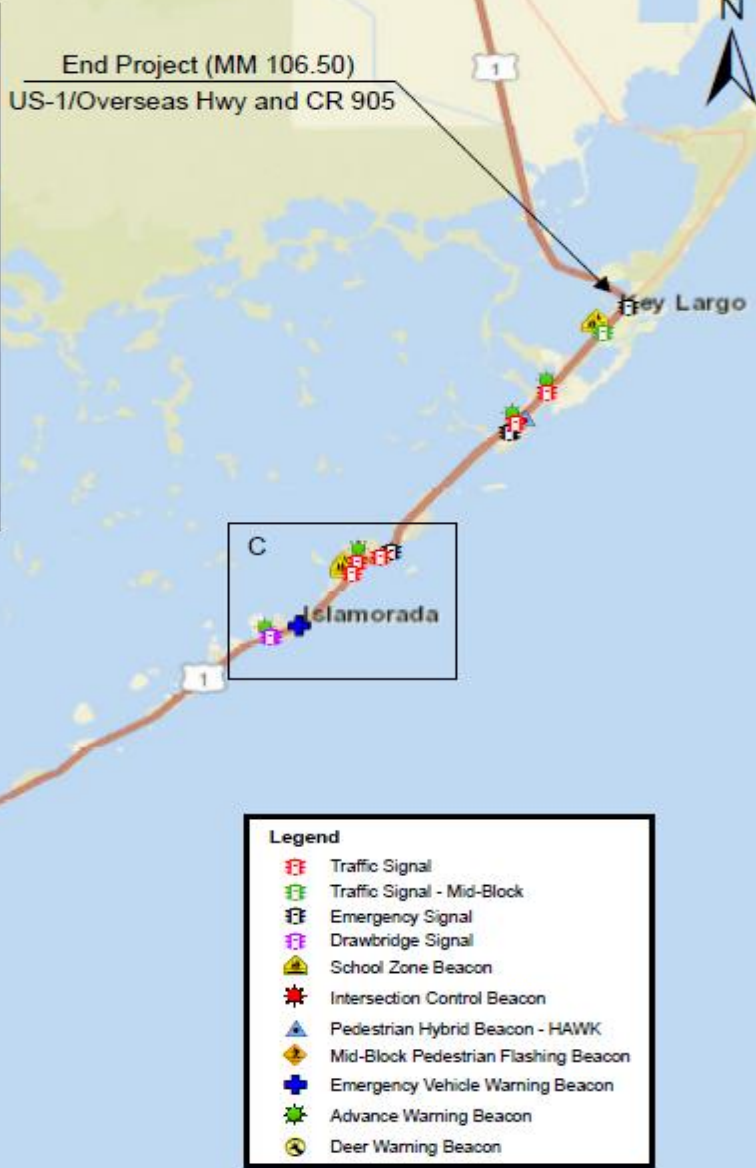 N
End Project (MM 106.50)
US-1/Overseas Hwy and CR 905
1
Key Largo
C
Islamorada
1
Legend
Traffic Signal
Traffic Signal - Mid-Block
Emergency Signal
Drawbridge Signal
School Zone Beacon
Intersection Control Beacon
Pedestrian Hybrid Beacon - HAWK
Mid-Block Pedestrian Flashing Beacon
Emergency Vehicle Warning Beacon
Advance Warning Beacon
Deer Warning Beacon